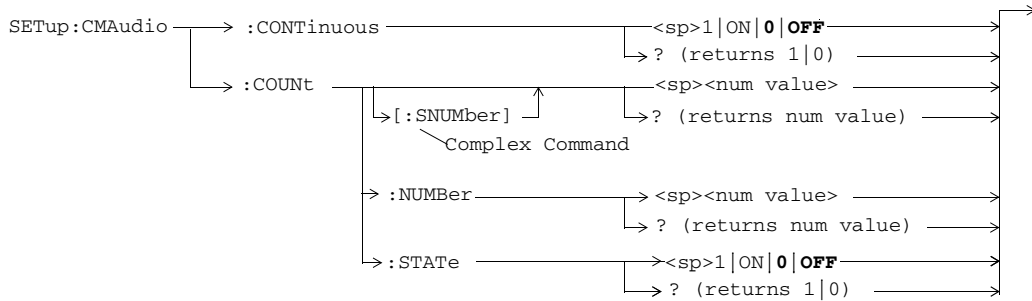 SETup:CMAudio :CONTinuous <sp>1|ON|0|OFF
? (returns 1|0)
:COUNt <sp><num value>
[:SNUMber] ? (returns num value)
Complex Command
:NUMBer <sp><num value>
? (returns num value)
:STATe <sp>1|ON|0|OFF
? (returns 1|0)